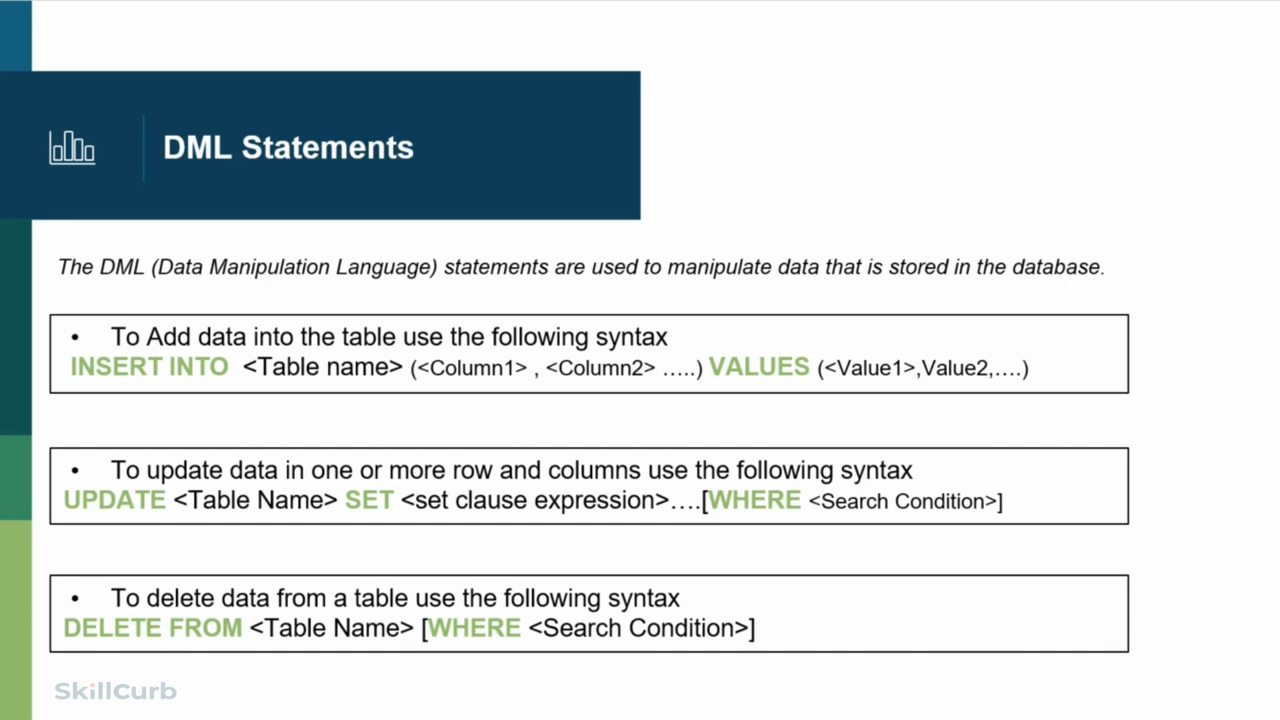 DML Statements
The DML (Data Manipulation Language) statements are used to manipulate data that is stored in the database.
• To Add data into the table use the following syntax
INSERT INTO <Table name> (<Column1> , <Column2> …..) VALUES (<Value1>,Value2,….)
• To update data in one or more row and columns use the following syntax
UPDATE <Table Name> SET <set clause expression>….[WHERE <Search Condition>]
• To delete data from a table use the following syntax
DELETE FROM <Table Name> [WHERE <Search Condition>]
SkillCurb